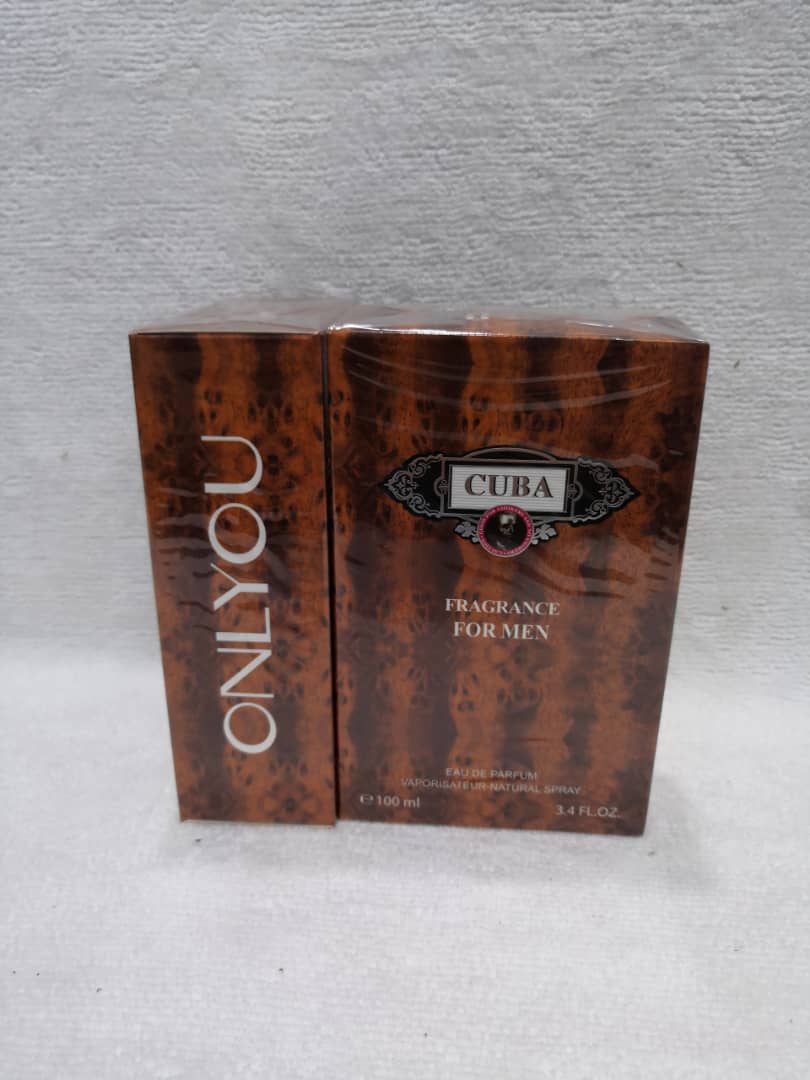 ONLYOU
CUBA
FRAGRANCE
FOR MEN
EAU DE PARFUM
VAPORISATEUR-NATURAL SPRAY
℮ 100 ml
3.4 FL.OZ.